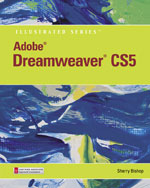 ILLUSTRATED SERIES™
Adobe®
Dreamweaver® CS5
Sherry Bishop